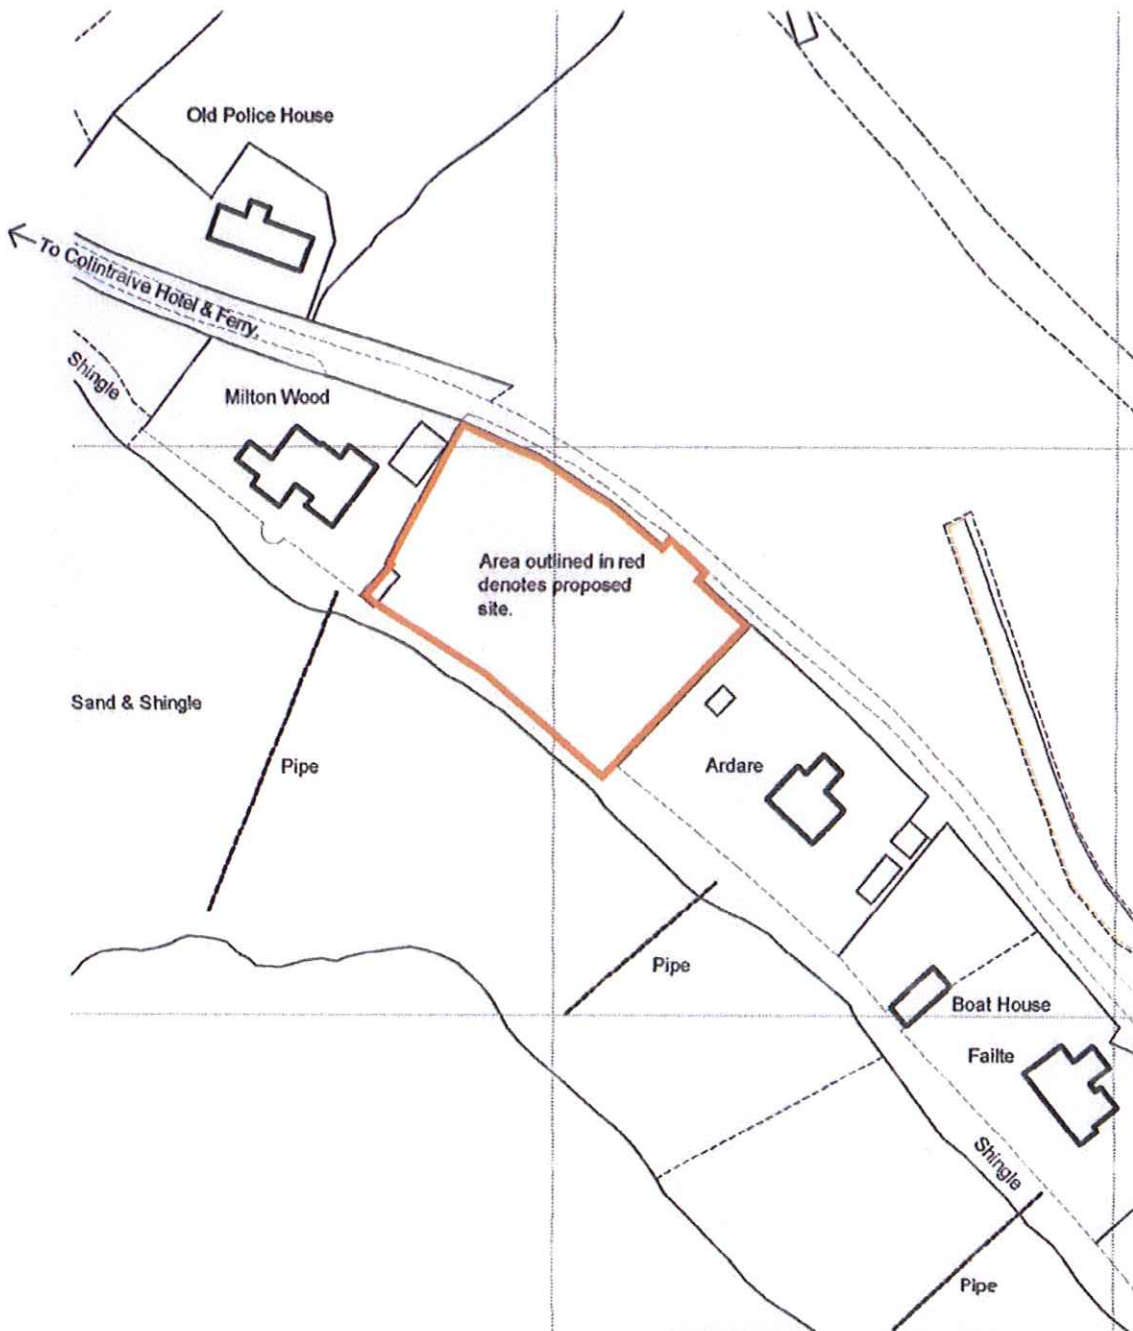 Old Police House
To Colintraive Hotel & Ferry.
Shingle
Milton Wood
Area outlined in red
denotes proposed
site.
Sand & Shingle
Pipe
Ardare
Pipe
Boat House
Failte
Shingle
Pipe